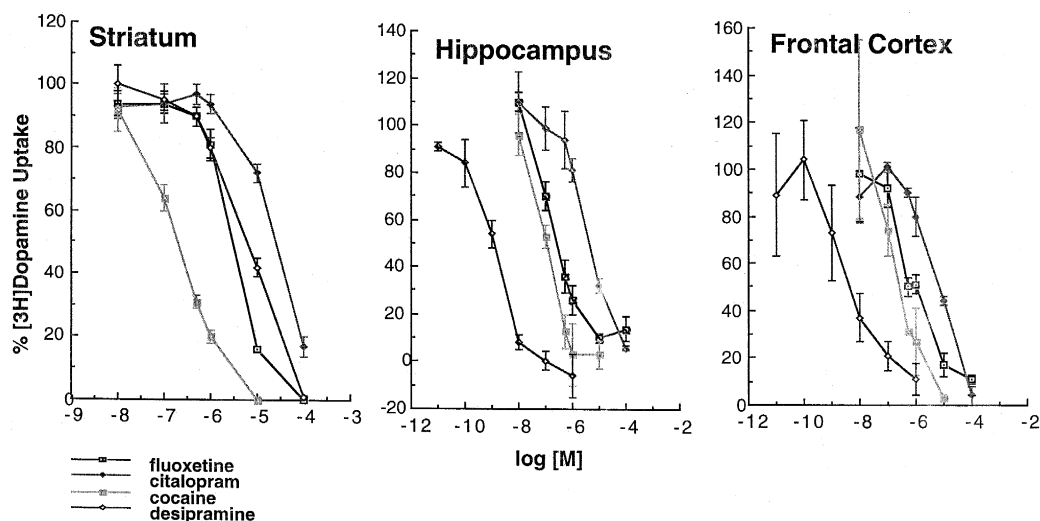 Striatum
Hippocampus
Frontal Cortex
% [3H]Dopamine Uptake
120
100
80
60
40
20
0
-9 -8 -7 -6 -5 -4 -3
140
120
100
80
60
40
20
0
-20
-12 -10 -8 -6 -4 -2
160
140
120
100
80
60
40
20
0
-12 -10 -8 -6 -4 -2
log [M]
fluoxetine
citalopram
cocaine
desipramine